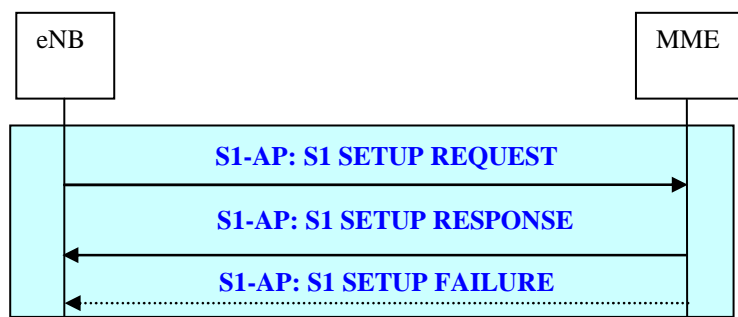 eNB
MME
S1-AP: S1 SETUP REQUEST
S1-AP: S1 SETUP RESPONSE
S1-AP: S1 SETUP FAILURE